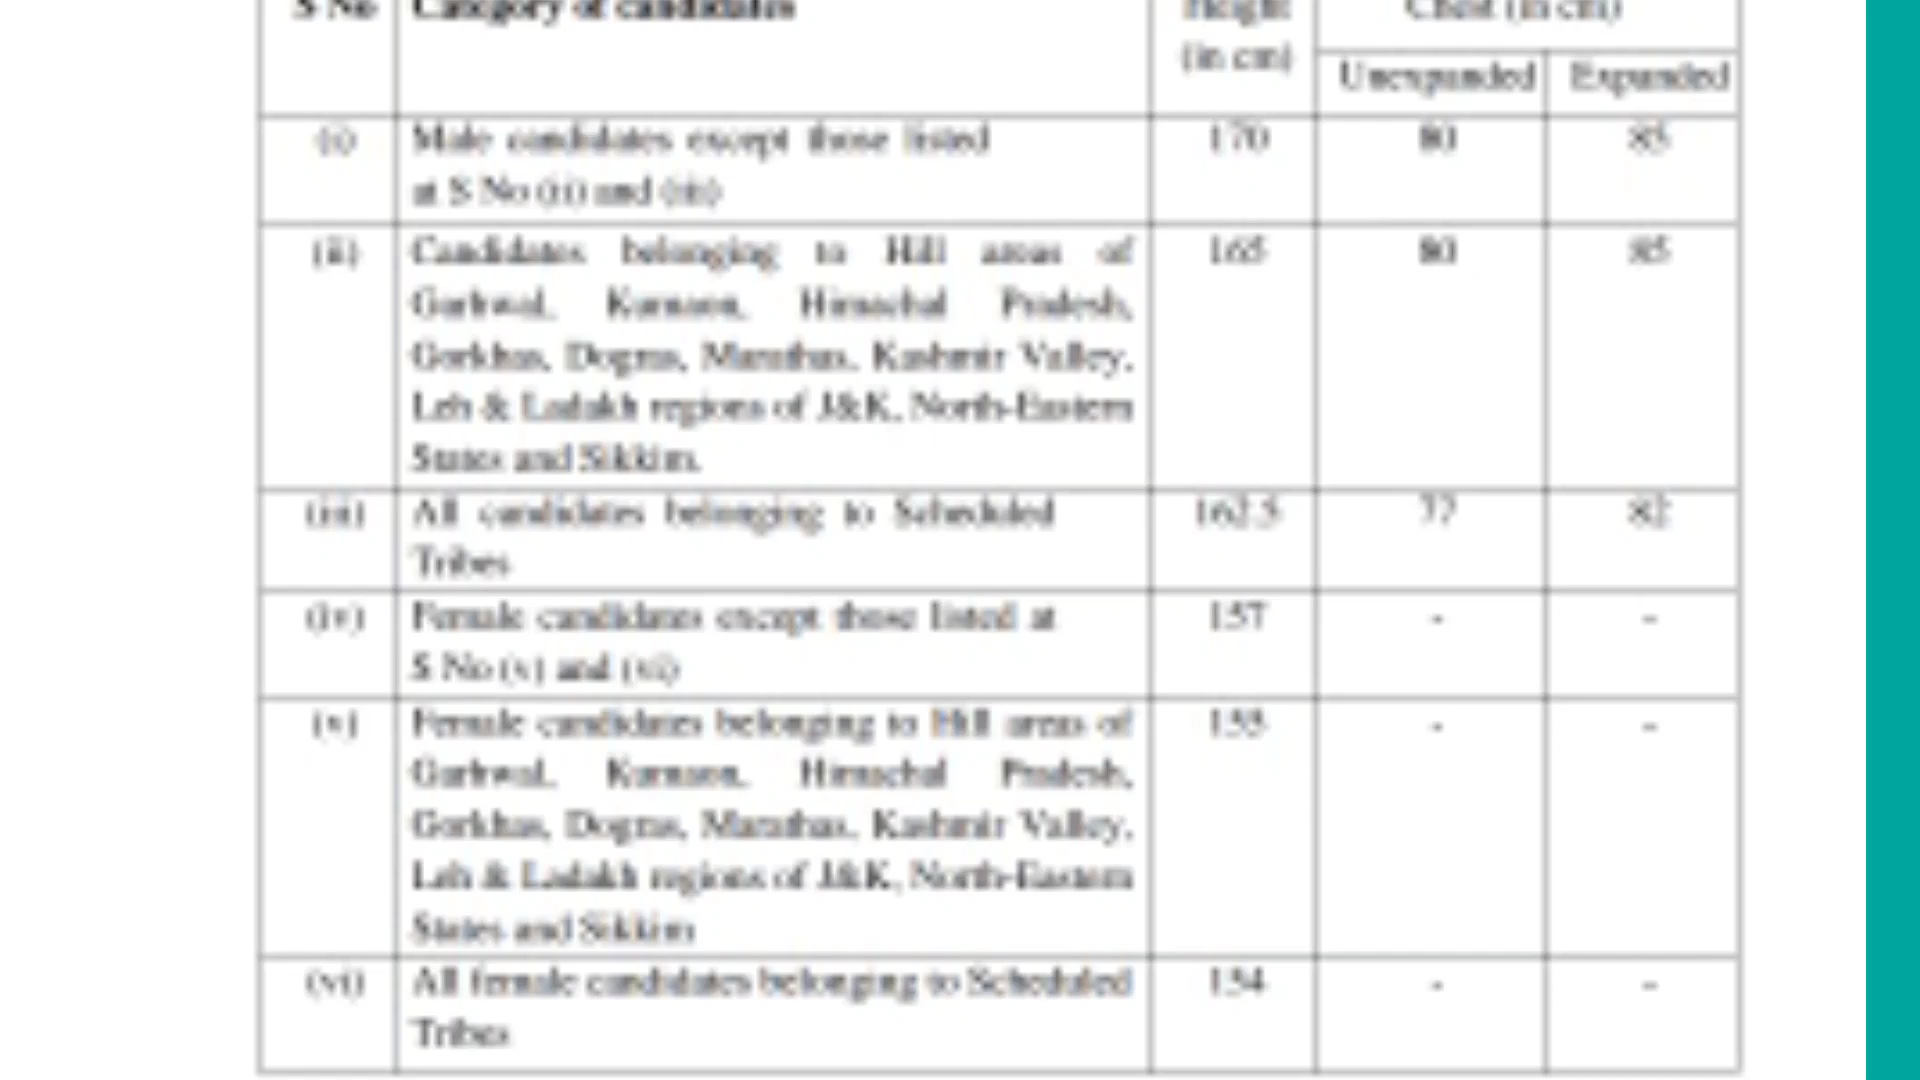 S No Category of candidates Height Chest (in cm)
(in cm)
Unexpanded Expanded
(i) Male candidates except those listed 170 80 85
at S No (ii) and (iii)
(ii) Candidates belonging to Hill areas of 165 80 85
Garhwal, Kumaon, Himachal Pradesh,
Gorkhas, Dogras, Marathas, Kashmir Valley,
Leh & Ladakh regions of J&K, North-Eastern
States and Sikkim.
(iii) All candidates belonging to Scheduled 162.5 77 82
Tribes
(iv) Female candidates except those listed at 157 - -
S No (v) and (vi)
(v) Female candidates belonging to Hill areas of 155 - -
Garhwal, Kumaon, Himachal Pradesh,
Gorkhas, Dogras, Marathas, Kashmir Valley,
Leh & Ladakh regions of J&K, North-Eastern
States and Sikkim
(vi) All female candidates belonging to Scheduled 154 - -
Tribes